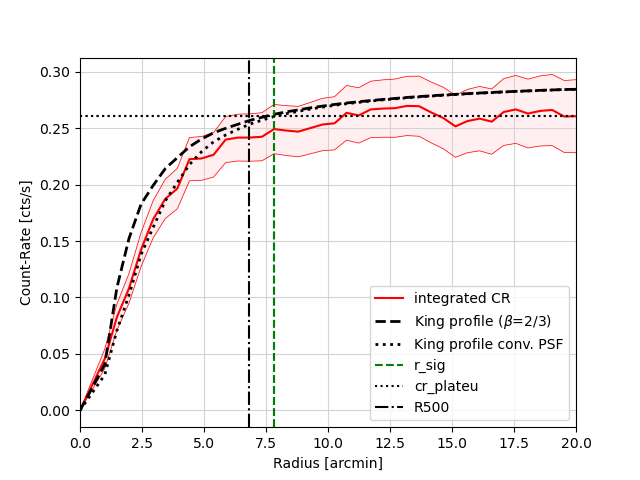 0.30
0.25
0.20
0.15
0.10
0.05
0.00
Count-Rate [cts/s]
integrated CR
King profile (β=2/3)
King profile conv. PSF
r_sig
cr_plateu
R500
0.0 2.5 5.0 7.5 10.0 12.5 15.0 17.5 20.0
Radius [arcmin]